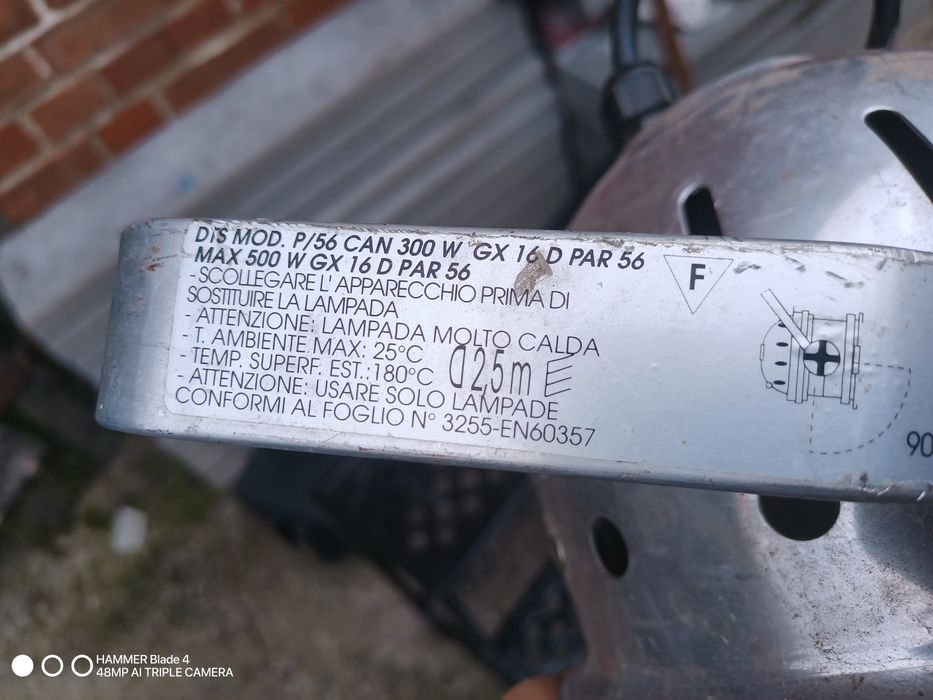 DTS MOD. P/56 CAN 300 W GX 16 D PAR 56
MAX 500 W GX 16 D PAR 56
- SCOLLEGARE L' APPARECCHIO PRIMA DI
SOSTITUIRE LA LAMPADA
- ATTENZIONE: LAMPADA MOLTO CALDA
- T. AMBIENTE MAX: 25°C
- TEMP. SUPERF. EST.:180°C
2,5m
- ATTENZIONE: USARE SOLO LAMPADE
CONFORMI AL FOGLIO N° 3255-EN60357
F
90
HAMMER Blade 4
48MP AI TRIPLE CAMERA